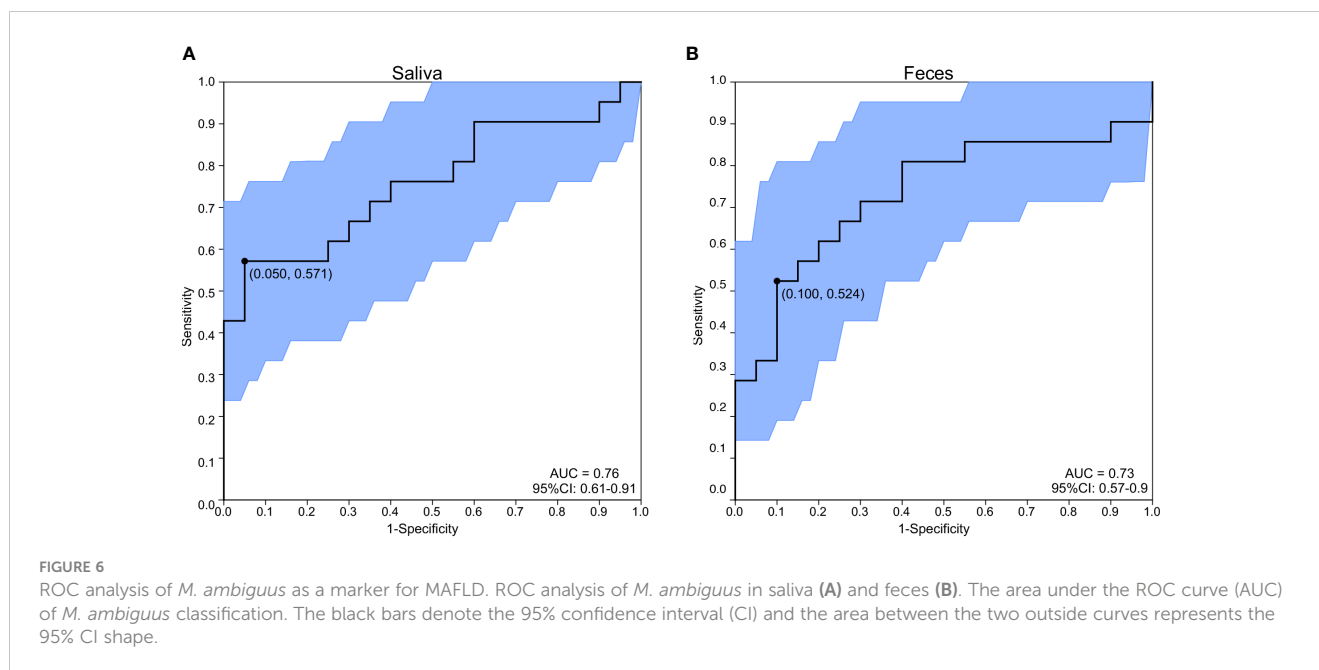 A
Saliva
1.0
0.9
0.8
0.7
0.6
0.5
0.4
0.3
0.2
0.1
0.0
Sensitivity
(0.050, 0.571)
AUC = 0.76
95%CI: 0.61-0.91
0.0 0.1 0.2 0.3 0.4 0.5 0.6 0.7 0.8 0.9 1.0
1-Specificity
B
Feces
1.0
0.9
0.8
0.7
0.6
0.5
0.4
0.3
0.2
0.1
0.0
Sensitivity
(0.100, 0.524)
AUC = 0.73
95%CI: 0.57-0.9
0.0 0.1 0.2 0.3 0.4 0.5 0.6 0.7 0.8 0.9 1.0
1-Specificity
FIGURE 6
ROC analysis of M. ambiguus as a marker for MAFLD. ROC analysis of M. ambiguus in saliva (A) and feces (B). The area under the ROC curve (AUC)
of M. ambiguus classification. The black bars denote the 95% confidence interval (CI) and the area between the two outside curves represents the
95% CI shape.